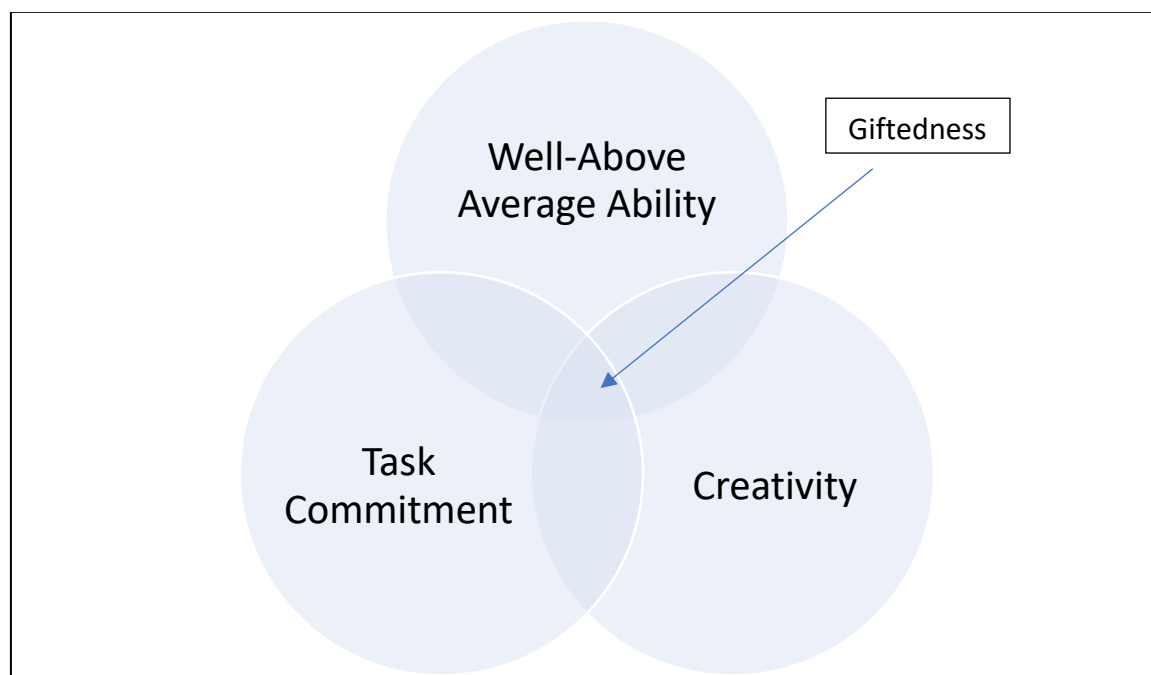 Well-Above
Average Ability
Giftedness
Task
Commitment
Creativity